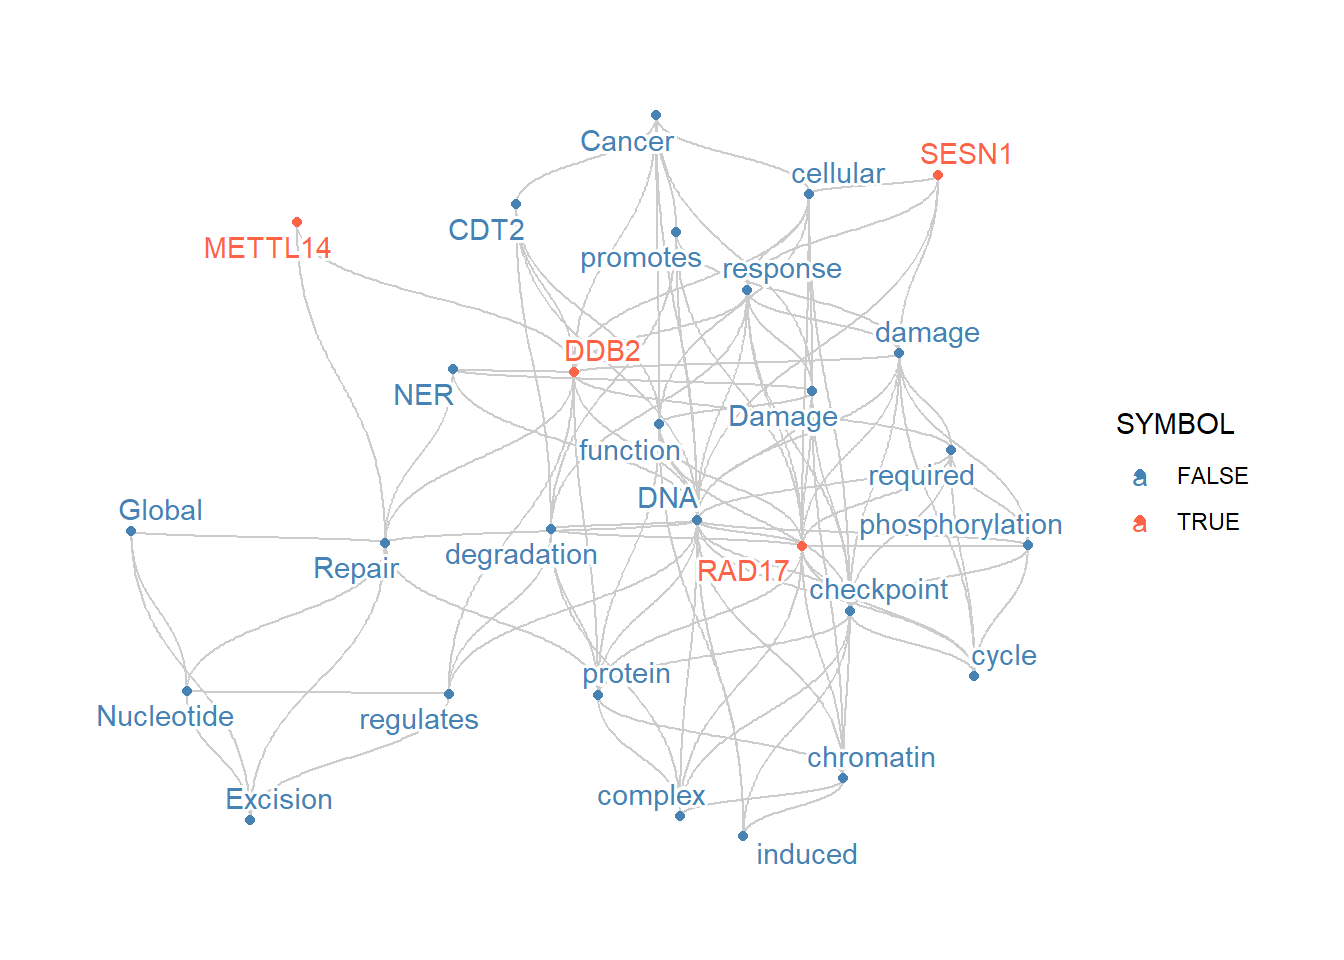 Cancer
SESN1
cellular
CDT2
METTL14
promotes
response
damage
DDB2
NER
Damage
function
required
DNA
Global
phosphorylation
degradation
Repair
RAD17
checkpoint
cycle
protein
Nucleotide
regulates
chromatin
complex
Excision
induced
SYMBOL
a FALSE
a TRUE